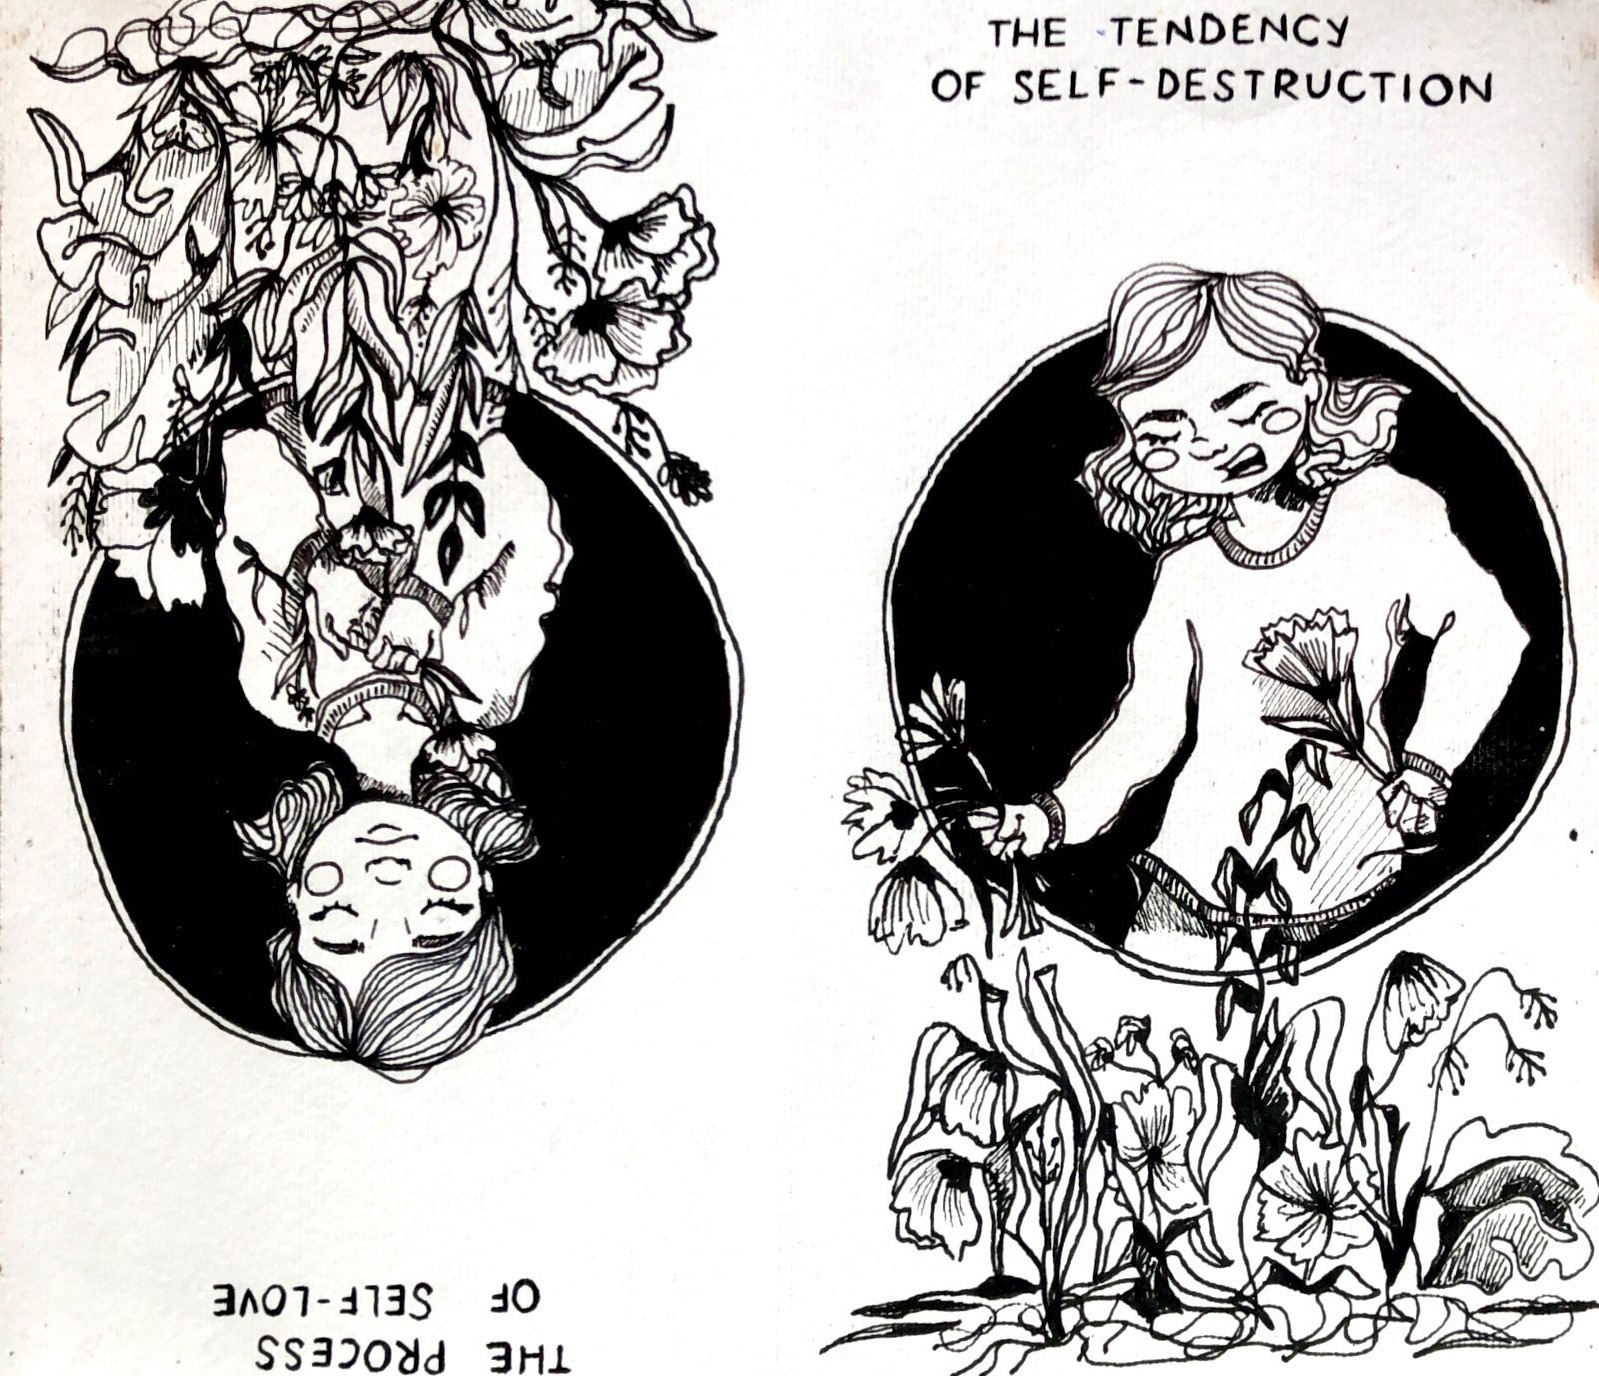 THE TENDENCY
OF SELF-DESTRUCTION
THE PROCESS
OF SELF-LOVE